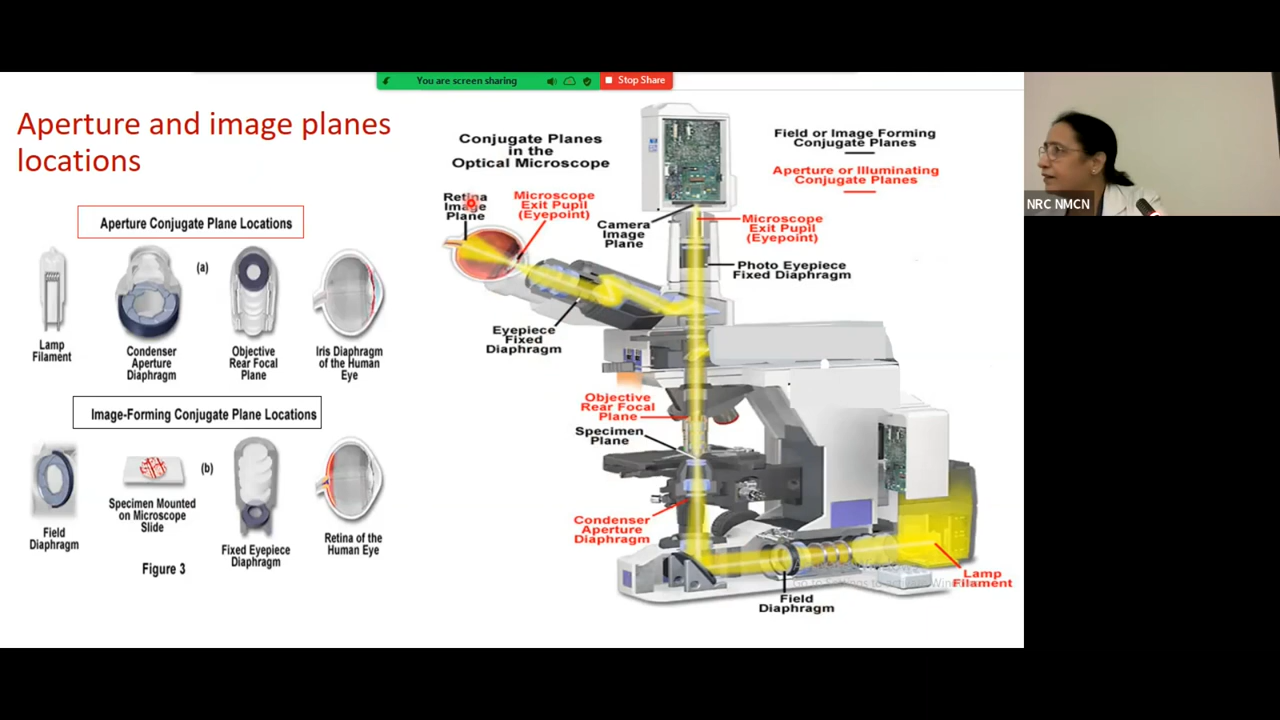 You are screen sharing
Stop Share
Aperture and image planes
locations
Aperture Conjugate Plane Locations
(a)
Lamp
Filament
Condenser
Aperture
Diaphragm
Objective
Rear Focal
Plane
Iris Diaphragm
of the Human
Eye
Image-Forming Conjugate Plane Locations
(b)
Field
Diaphragm
Specimen Mounted
on Microscope
Slide
Fixed Eyepiece
Diaphragm
Retina of the
Human Eye
Figure 3
Conjugate Planes
in the
Optical Microscope
Field or Image Forming
Conjugate Planes
Aperture or Illuminating
Conjugate Planes
Retina
Image
Plane
Microscope
Exit Pupil
(Eyepoint)
Camera
Image
Plane
Microscope
Exit Pupil
(Eyepoint)
Photo Eyepiece
Fixed Diaphragm
Eyepiece
Fixed
Diaphragm
Objective
Rear Focal
Plane
Specimen
Plane
Condenser
Aperture
Diaphragm
Field
Diaphragm
Lamp
Filament
Go to Settings to
NRC NMCN